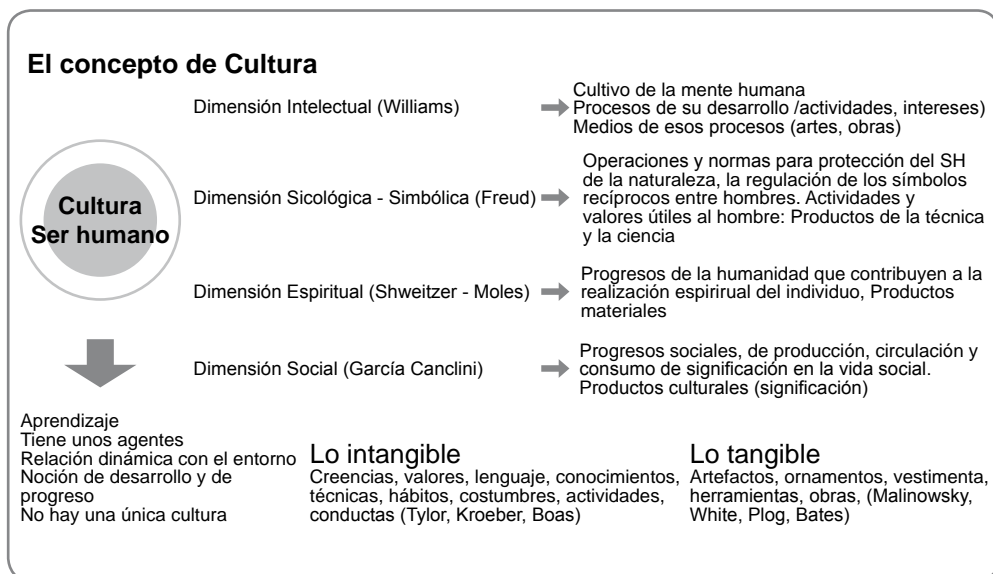 El concepto de Cultura
Cultura
Ser humano
Dimensión Intelectual (Williams)
Cultivo de la mente humana
Procesos de su desarrollo /actividades, intereses)
Medios de esos procesos (artes, obras)
Dimensión Sicológica - Simbólica (Freud)
Operaciones y normas para protección del SH
de la naturaleza, la regulación de los símbolos
recíprocos entre hombres. Actividades y
valores útiles al hombre: Productos de la técnica
y la ciencia
Dimensión Espiritual (Shweitzer - Moles)
Progresos de la humanidad que contribuyen a la
realización espirirual del individuo, Productos
materiales
Dimensión Social (García Canclini)
Progresos sociales, de producción, circulación y
consumo de significación en la vida social.
Productos culturales (significación)
Aprendizaje
Tiene unos agentes
Relación dinámica con el entorno
Noción de desarrollo y de
progreso
No hay una única cultura
Lo intangible
Creencias, valores, lenguaje, conocimientos,
técnicas, hábitos, costumbres, actividades,
conductas (Tylor, Kroeber, Boas)
Lo tangible
Artefactos, ornamentos, vestimenta,
herramientas, obras, (Malinowsky,
White, Plog, Bates)